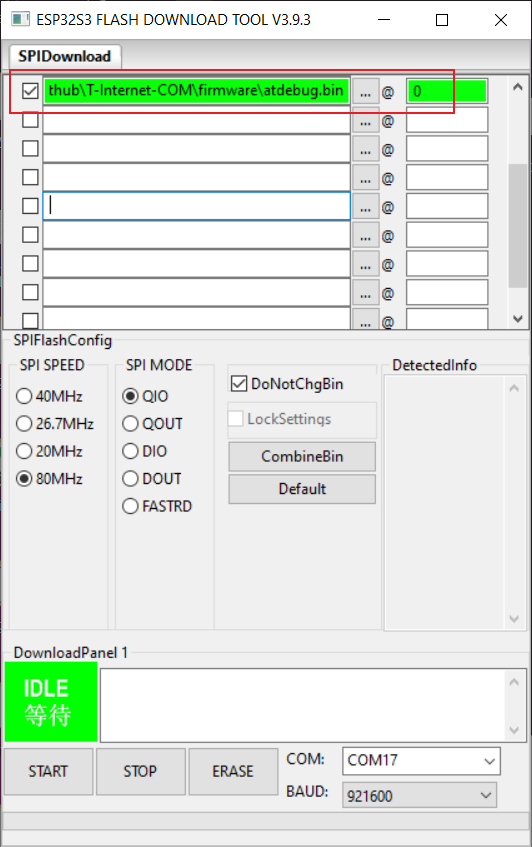 ESP32S3 FLASH DOWNLOAD TOOL V3.9.3
SPIDownload
thub\T-Internet-COM\firmware\atdebug.bin ... @ 0
... @
... @
... @
... @
... @
... @
... @
... @
SPIFlashConfig
SPI SPEED
40MHz
26.7MHz
20MHz
80MHz
SPI MODE
QIO
QOUT
DIO
DOUT
FASTRD
DoNotChgBin
LockSettings
CombineBin
Default
DetectedInfo
DownloadPanel 1
IDLE
等待
START STOP ERASE
COM: COM17
BAUD: 921600